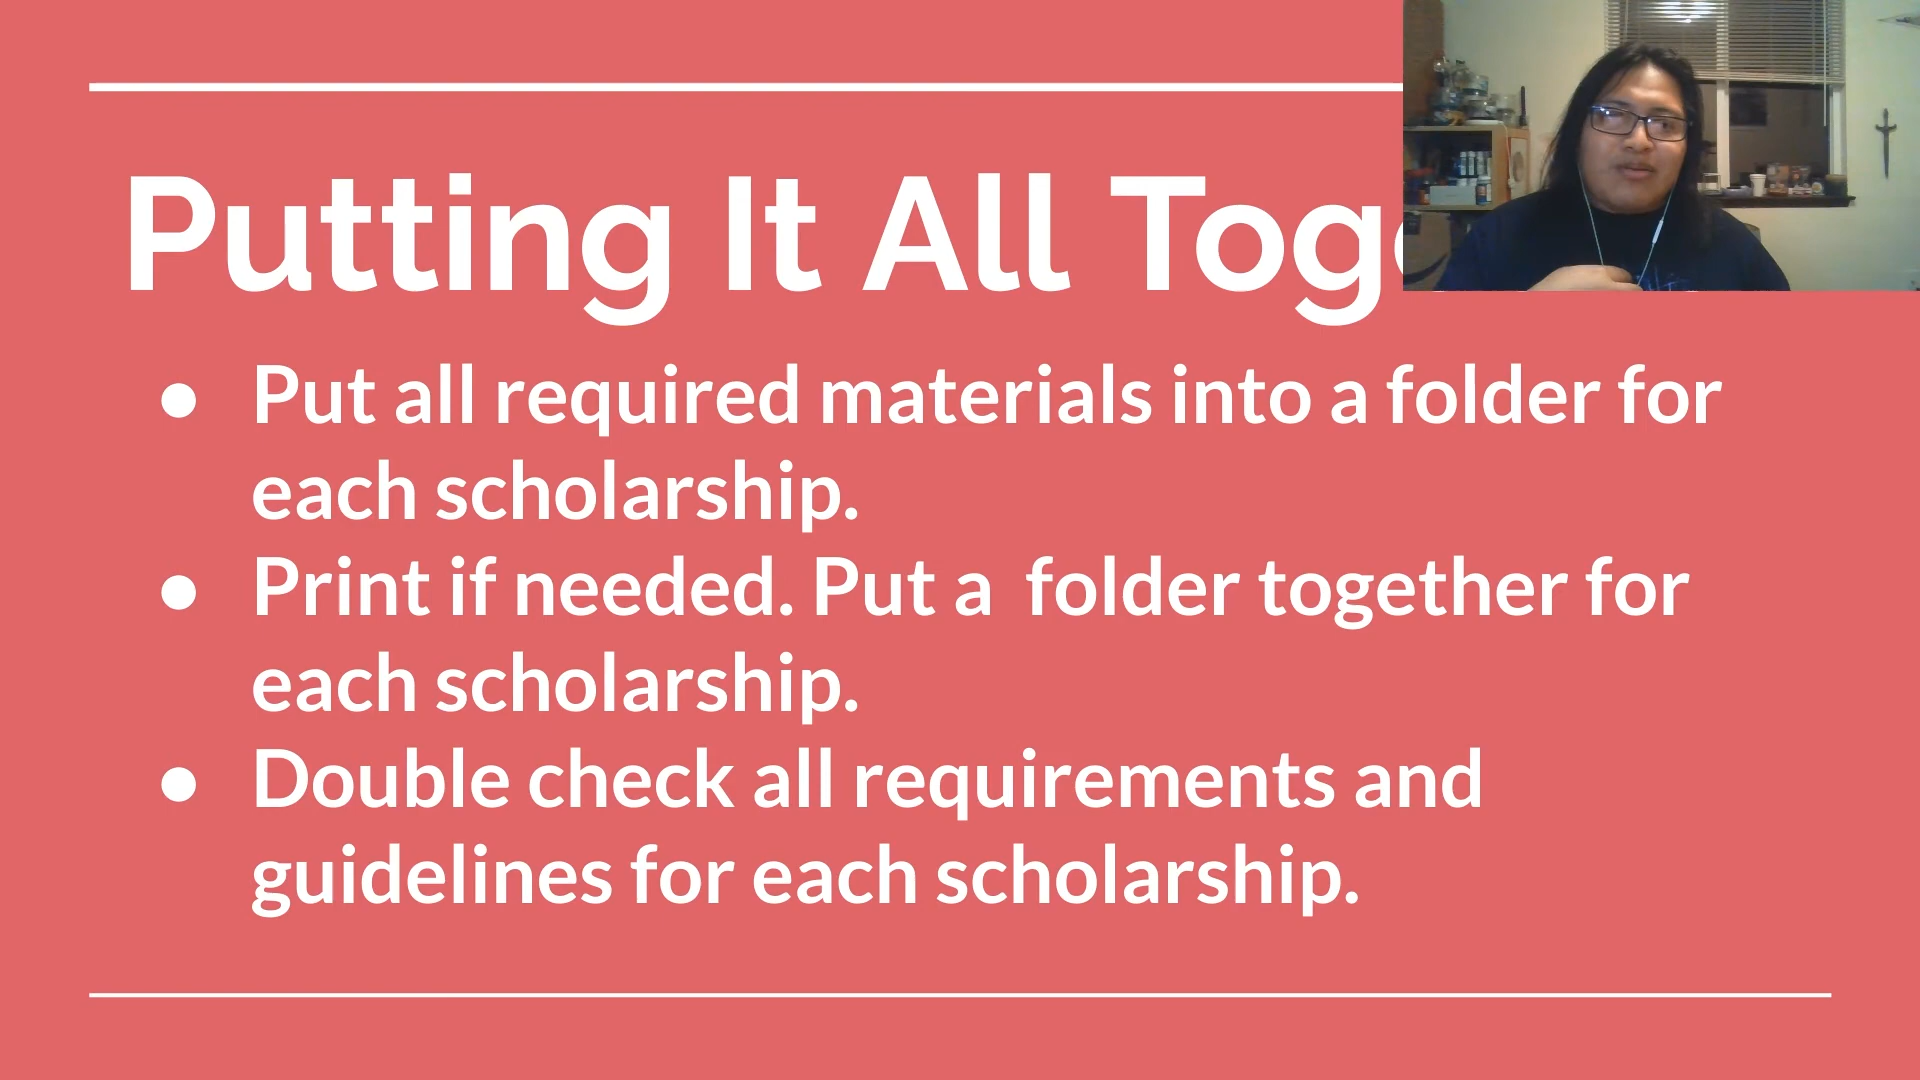 Putting It All Toge
● Put all required materials into a folder for
each scholarship.
● Print if needed. Put a  folder together for
each scholarship.
● Double check all requirements and
guidelines for each scholarship.